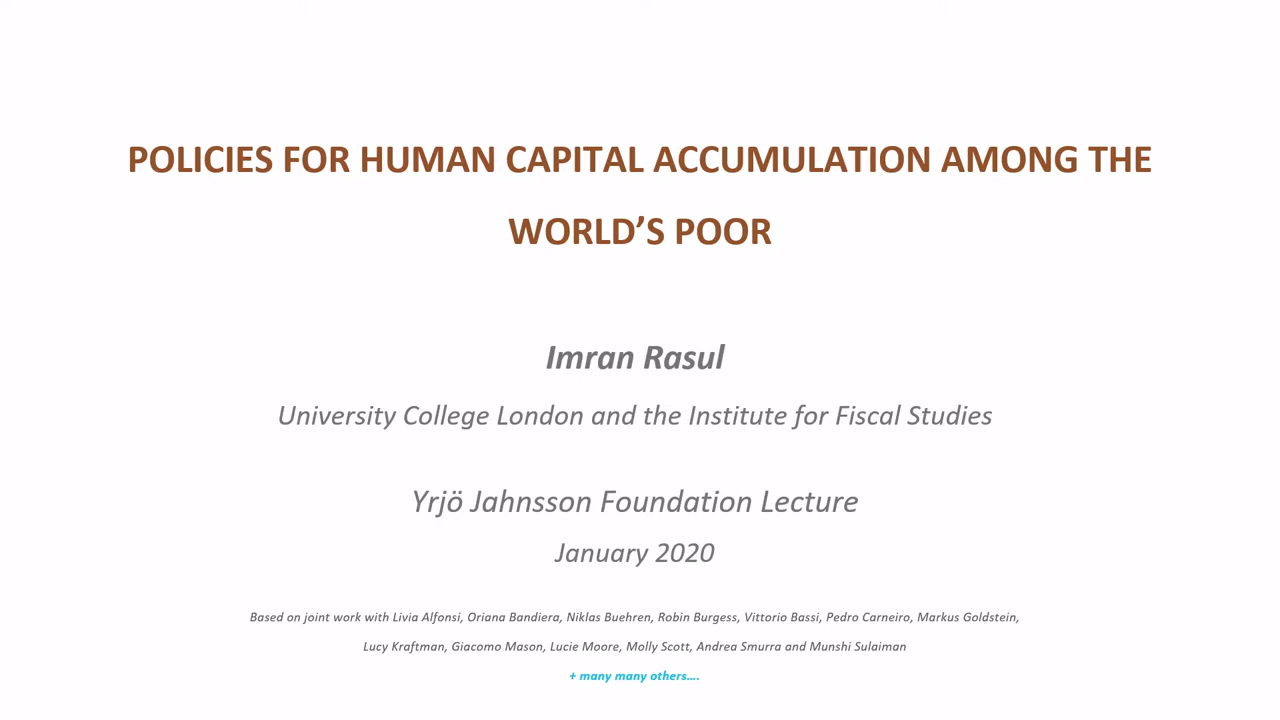 POLICIES FOR HUMAN CAPITAL ACCUMULATION AMONG THE
WORLD’S POOR
Imran Rasul
University College London and the Institute for Fiscal Studies
Yrjö Jahnsson Foundation Lecture
January 2020
Based on joint work with Livia Alfonsi, Oriana Bandiera, Niklas Buehren, Robin Burgess, Vittorio Bassi, Pedro Carneiro, Markus Goldstein,
Lucy Kraftman, Giacomo Mason, Lucie Moore, Molly Scott, Andrea Smurra and Munshi Sulaiman
+ many many others….